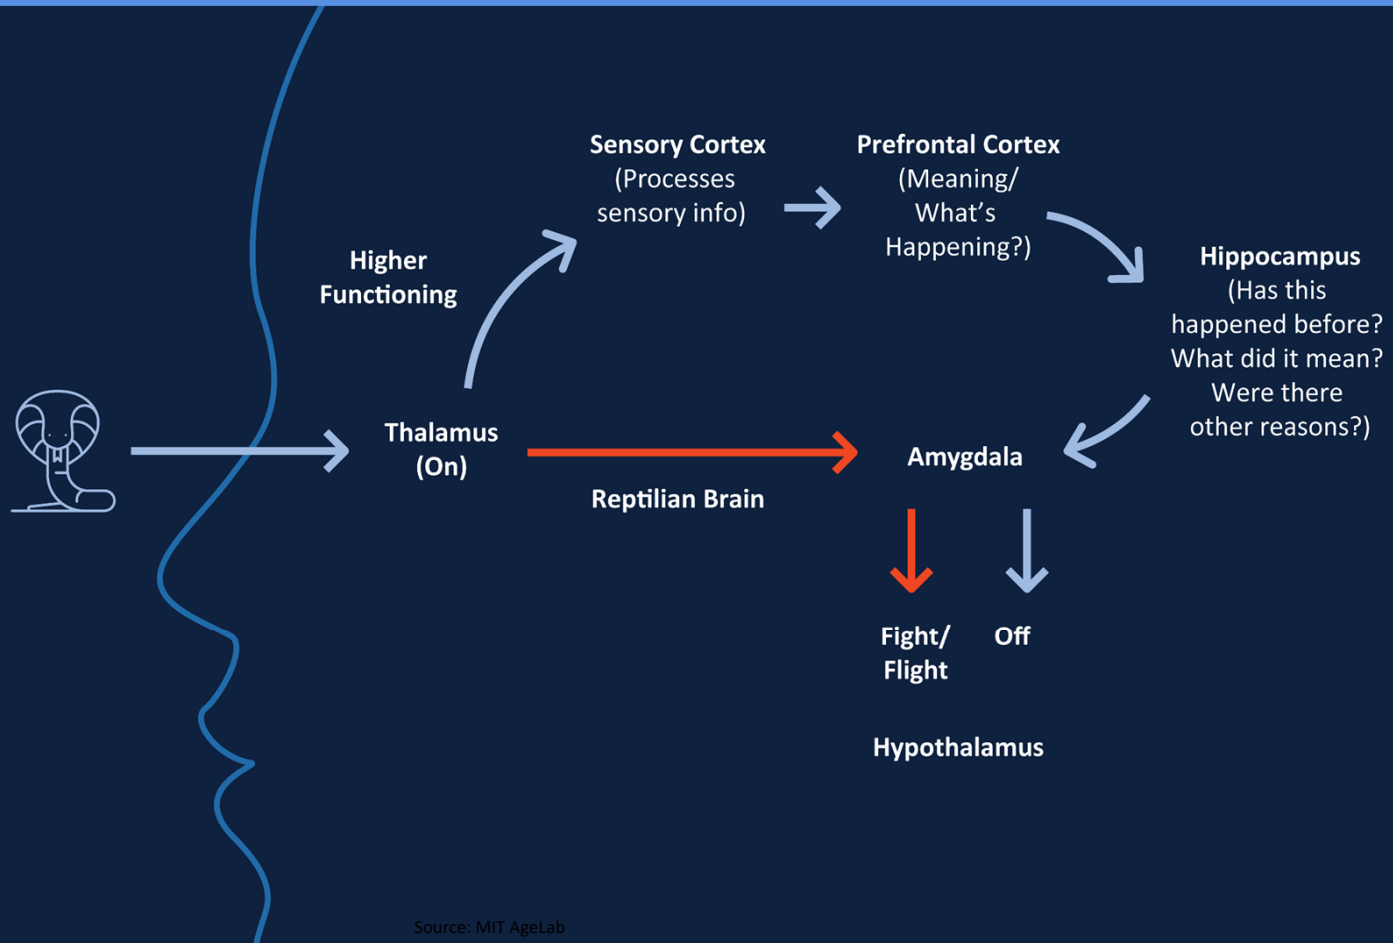 Sensory Cortex
(Processes
sensory info)
Prefrontal Cortex
(Meaning/
What's
Happening?)
Higher
Functioning
Hippocampus
(Has this
happened before?
What did it mean?
Were there
other reasons?)
Thalamus
(On)
Reptilian Brain
Amygdala
Fight/
Flight
Off
Hypothalamus
Source: MIT AgeLab